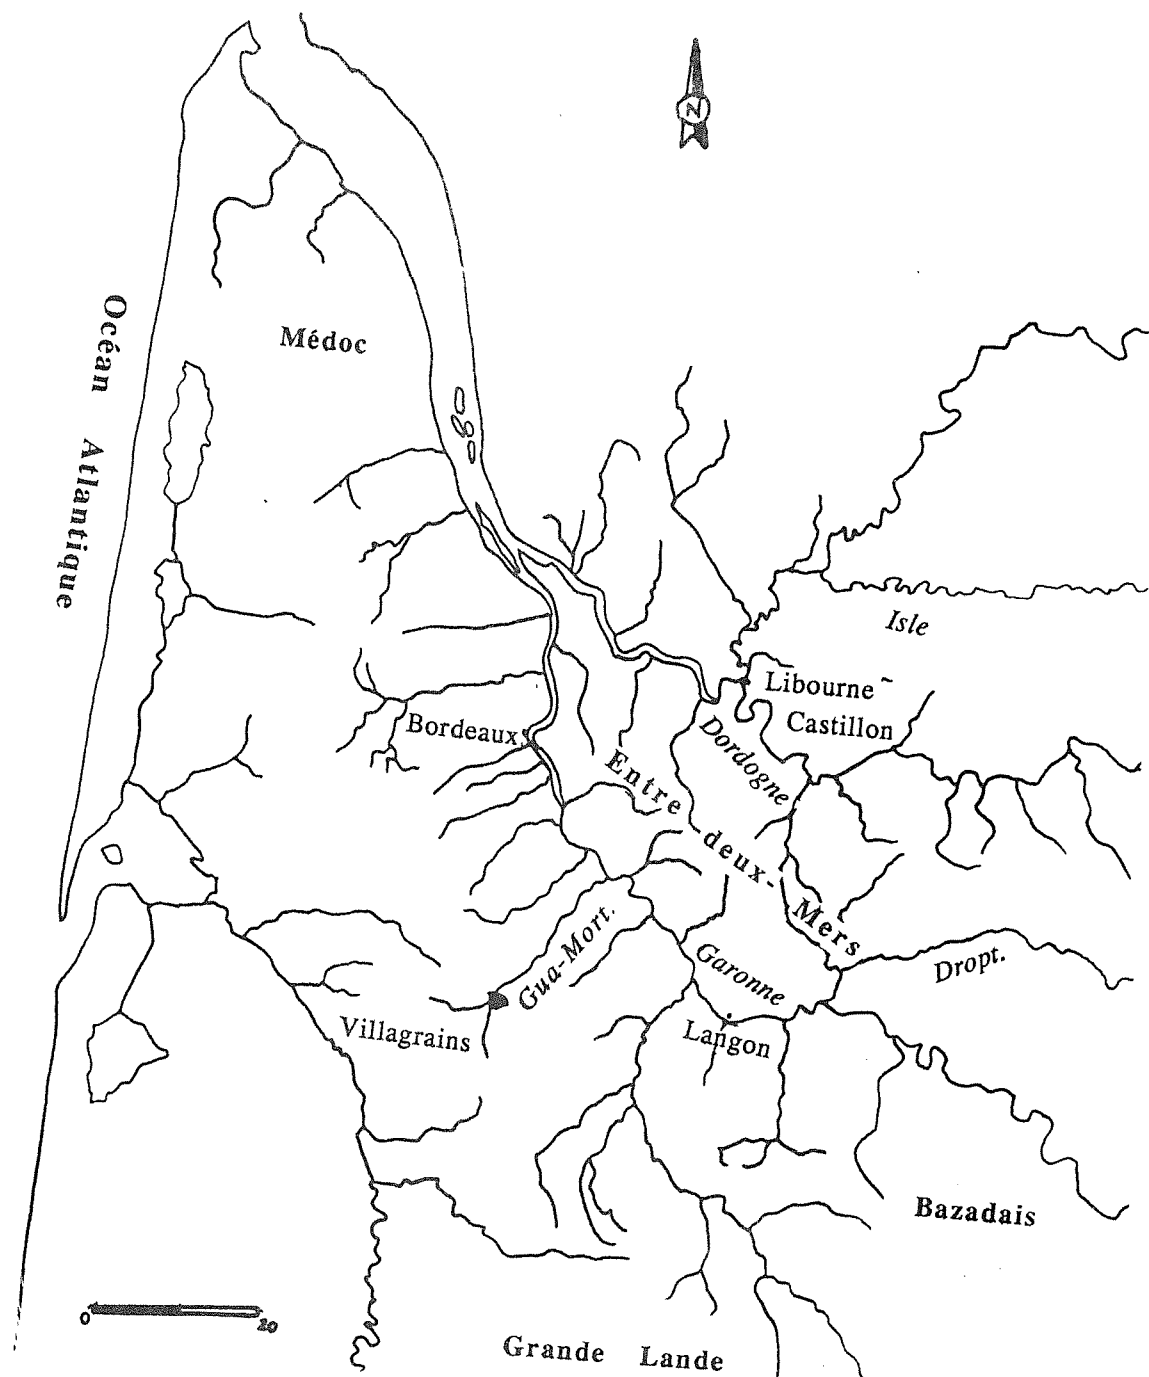 N
Océan Atlantique
Médoc
Isle
Libourne
Castillon
Bordeaux
Dordogne
Entre-deux-Mers
Gua-Mort.
Garonne
Dropt.
Villagrains
Langon
Bazadais
0 20
Grande Lande